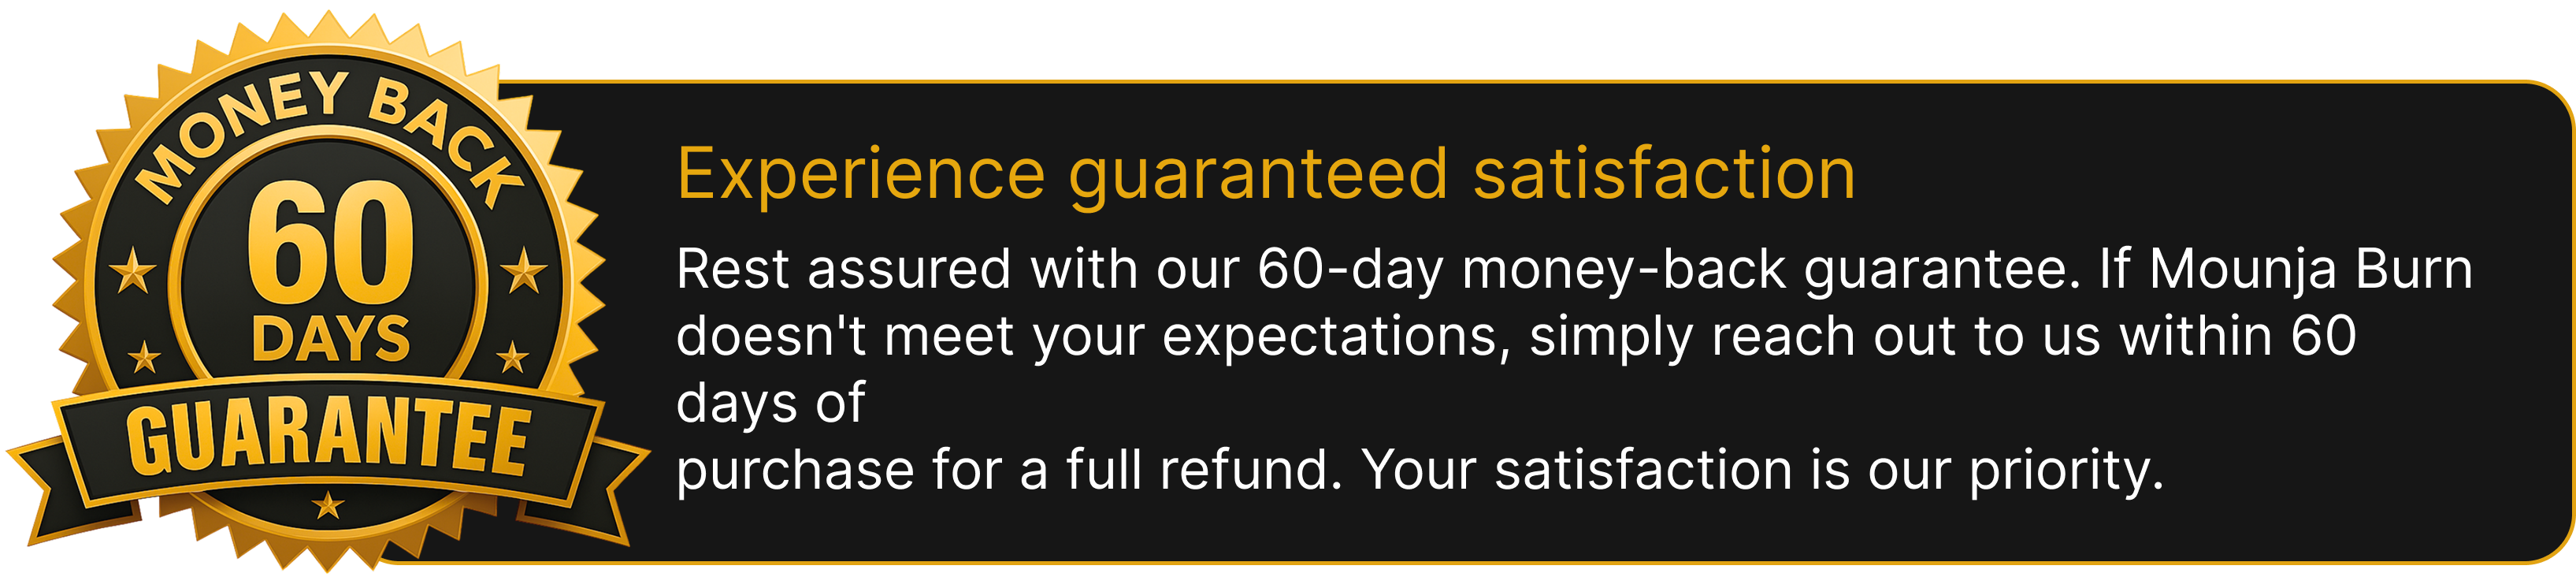 MONEY BACK
60
DAYS
GUARANTEE
Experience guaranteed satisfaction
Rest assured with our 60-day money-back guarantee. If Mounja Burn
doesn't meet your expectations, simply reach out to us within 60
days of
purchase for a full refund. Your satisfaction is our priority.